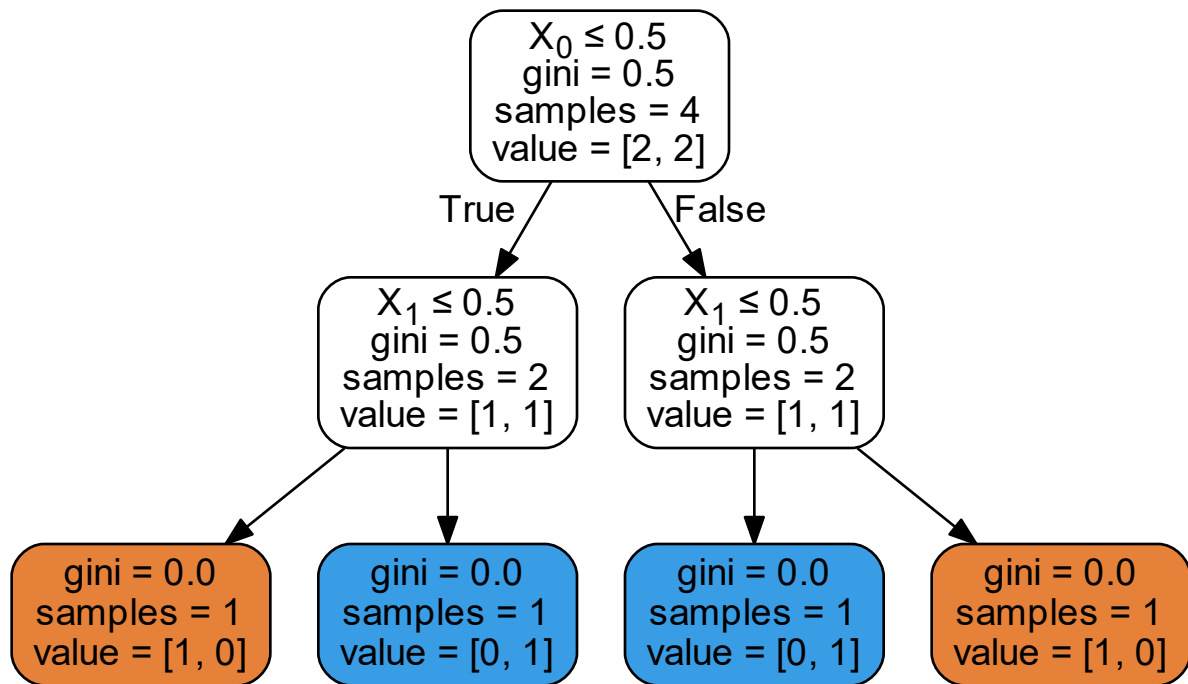 X₀ ≤ 0.5
gini = 0.5
samples = 4
value = [2, 2]
True
False
X₁ ≤ 0.5
gini = 0.5
samples = 2
value = [1, 1]
X₁ ≤ 0.5
gini = 0.5
samples = 2
value = [1, 1]
gini = 0.0
samples = 1
value = [1, 0]
gini = 0.0
samples = 1
value = [0, 1]
gini = 0.0
samples = 1
value = [0, 1]
gini = 0.0
samples = 1
value = [1, 0]